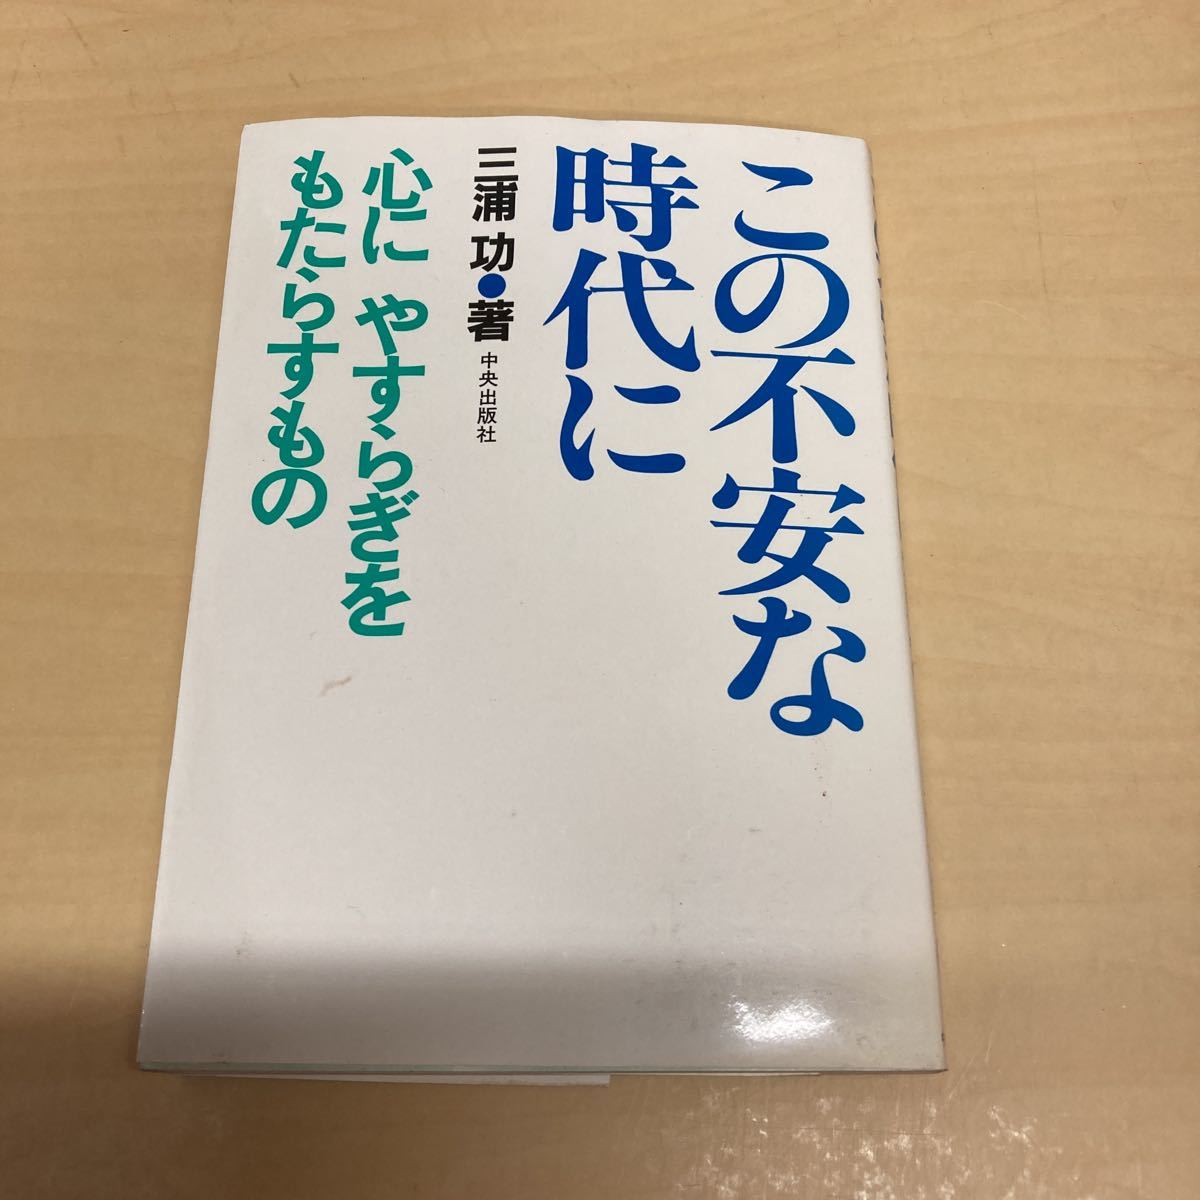 この不安な
時代に
三浦 功●著 中央出版社
心に やすらぎを
もたらすもの